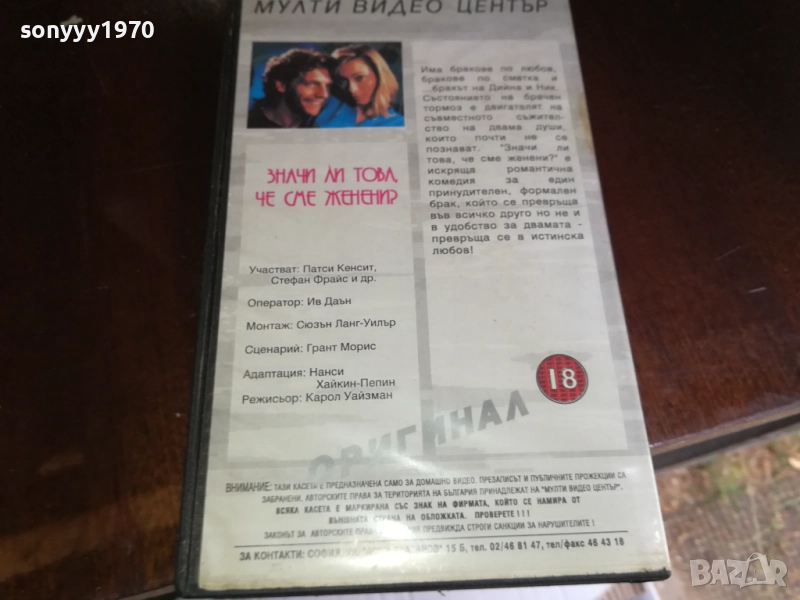 sonyyy1970
МУЛТИ ВИДЕО ЦЕНТЪР
Има бракове по любов,
бракове по сметка и
...бракът на Дийна и Ник.
Състоянието на брачен
тормоз е двигателят на
съвместното съжител-
ство на двама души,
които почти не се
познават. "Значи ли
това, че сме женени?" е
искряща романтична
комедия за един
принудителен, формален
брак, който се превръща
във всичко друго но не и
в удобство за двамата -
превръща се в истинска
любов!
ЗНАЧИ ЛИ ТОВА,
ЧЕ СМЕ ЖЕНЕНИ?
Участват: Патси Кенсит,
Стефан Фрайс и др.
Оператор: Ив Даън
Монтаж: Сюзън Ланг-Уилър
Сценарий: Грант Морис
Адаптация: Нанси
Хайкин-Пепин
Режисьор: Карол Уайзман
18
ОРИГИНАЛ
ВНИМАНИЕ: ТАЗИ КАСЕТА Е ПРЕДНАЗНАЧЕНА САМО ЗА ДОМАШНО ВИДЕО. ПРЕЗАПИСЪТ И ПУБЛИЧНИТЕ ПРОЖЕКЦИИ СА
ЗАБРАНЕНИ. АВТОРСКИТЕ ПРАВА ЗА ТЕРИТОРИЯТА НА БЪЛГАРИЯ ПРИНАДЛЕЖАТ НА "МУЛТИ ВИДЕО ЦЕНТЪР".
ВСЯКА КАСЕТА Е МАРКИРАНА СЪС ЗНАК НА ФИРМАТА, КОЙТО СЕ НАМИРА ОТ
ВЪНШНАТА СТРАНА НА ОБЛОЖКАТА. ПРОВЕРЕТЕ!!!
ЗАКОНЪТ ЗА АВТОРСКИТЕ ПРАВА ПРЕДВИЖДА СТРОГИ САНКЦИИ ЗА НАРУШИТЕЛИТЕ!
ЗА КОНТАКТИ: СОФИЯ, 15 Б, тел. 02/46 81 47, тел/факс 46 43 18
BAZAR
.bg